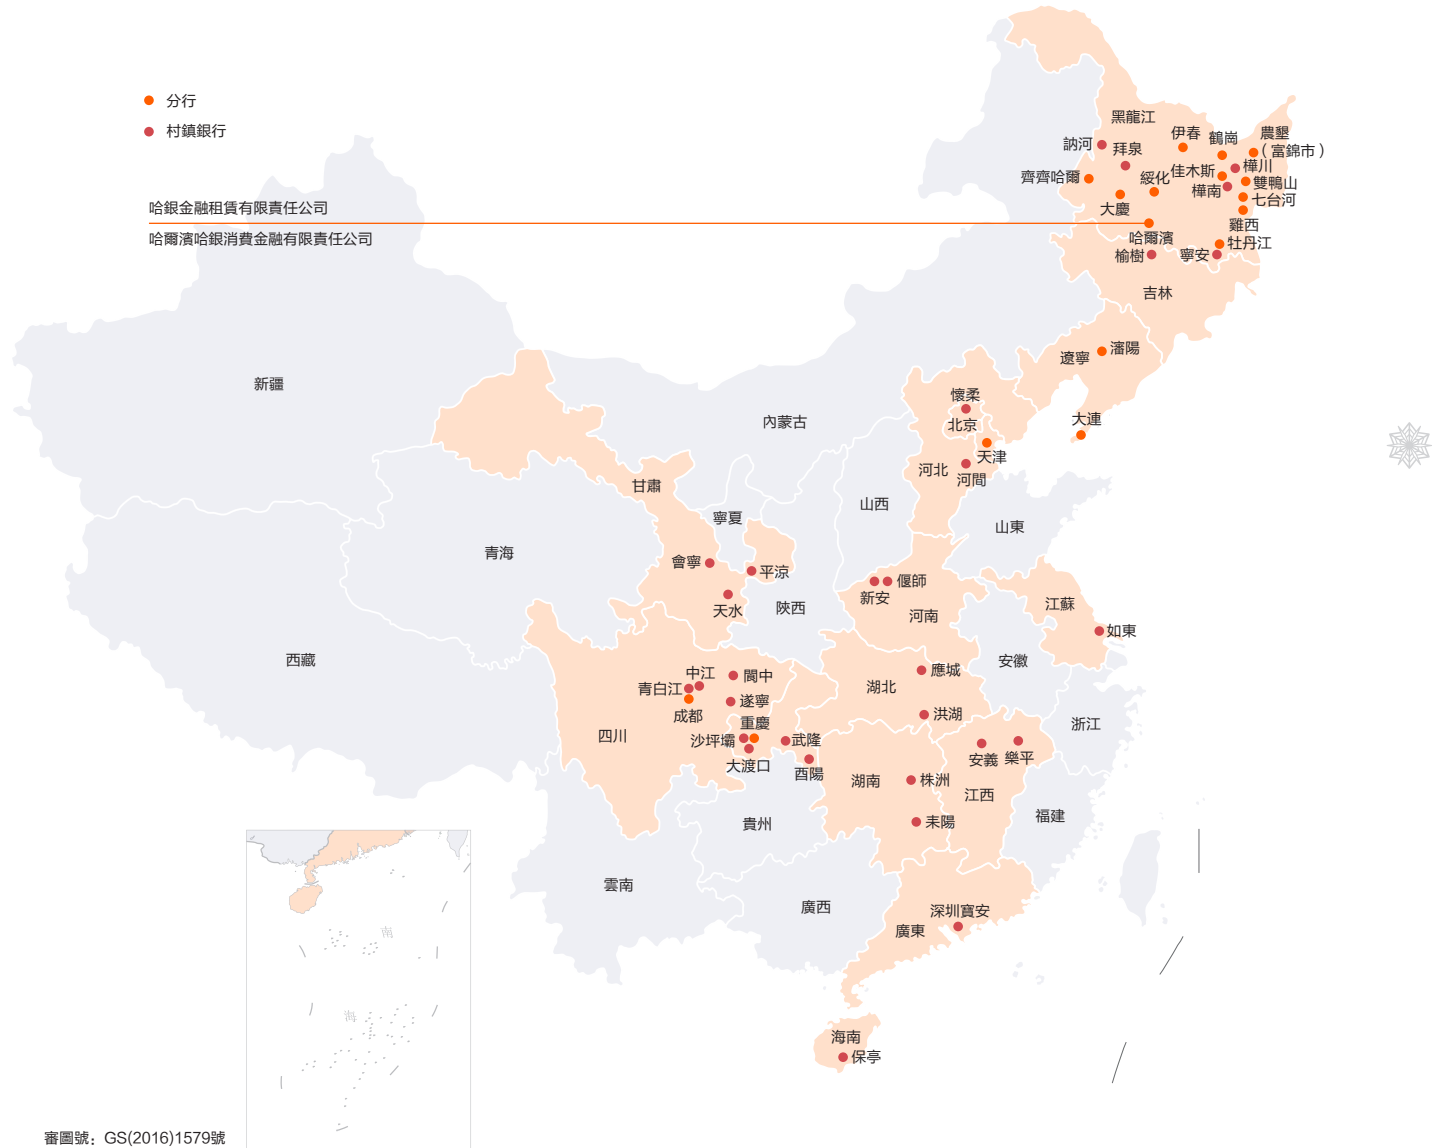 分行
村鎮銀行
哈銀金融租賃有限責任公司
哈爾濱哈銀消費金融有限責任公司
黑龍江
訥河
拜泉
伊春
鶴崗
農墾
（富錦市）
齊齊哈爾
綏化
佳木斯
樺川
樺南
雙鴨山
七台河
大慶
雞西
哈爾濱
牡丹江
榆樹
寧安
吉林
遼寧
瀋陽
大連
新疆
內蒙古
懷柔
北京
天津
河北
河間
甘肅
寧夏
山西
山東
青海
會寧
平涼
天水
陝西
新安
偃師
河南
江蘇
如東
西藏
安徽
中江
閬中
青白江
遂寧
成都
應城
湖北
洪湖
浙江
四川
重慶
沙坪壩
武隆
大渡口
酉陽
安義
樂平
湖南
株洲
江西
耒陽
貴州
福建
雲南
廣西
深圳寶安
廣東
南
海
海南
保亭
審圖號：GS(2016)1579號